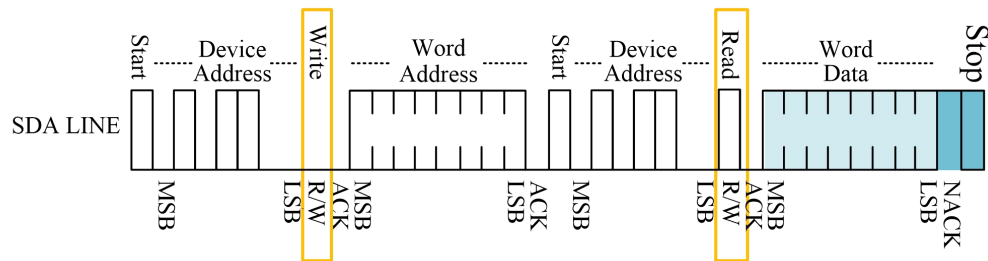 Start
Device
Address
Write
Word
Address
Start
Device
Address
Read
Word
Data
Stop
SDA LINE
MSB
LSB
R/W
ACK
MSB
LSB
ACK
MSB
LSB
R/W
ACK
MSB
LSB
NACK